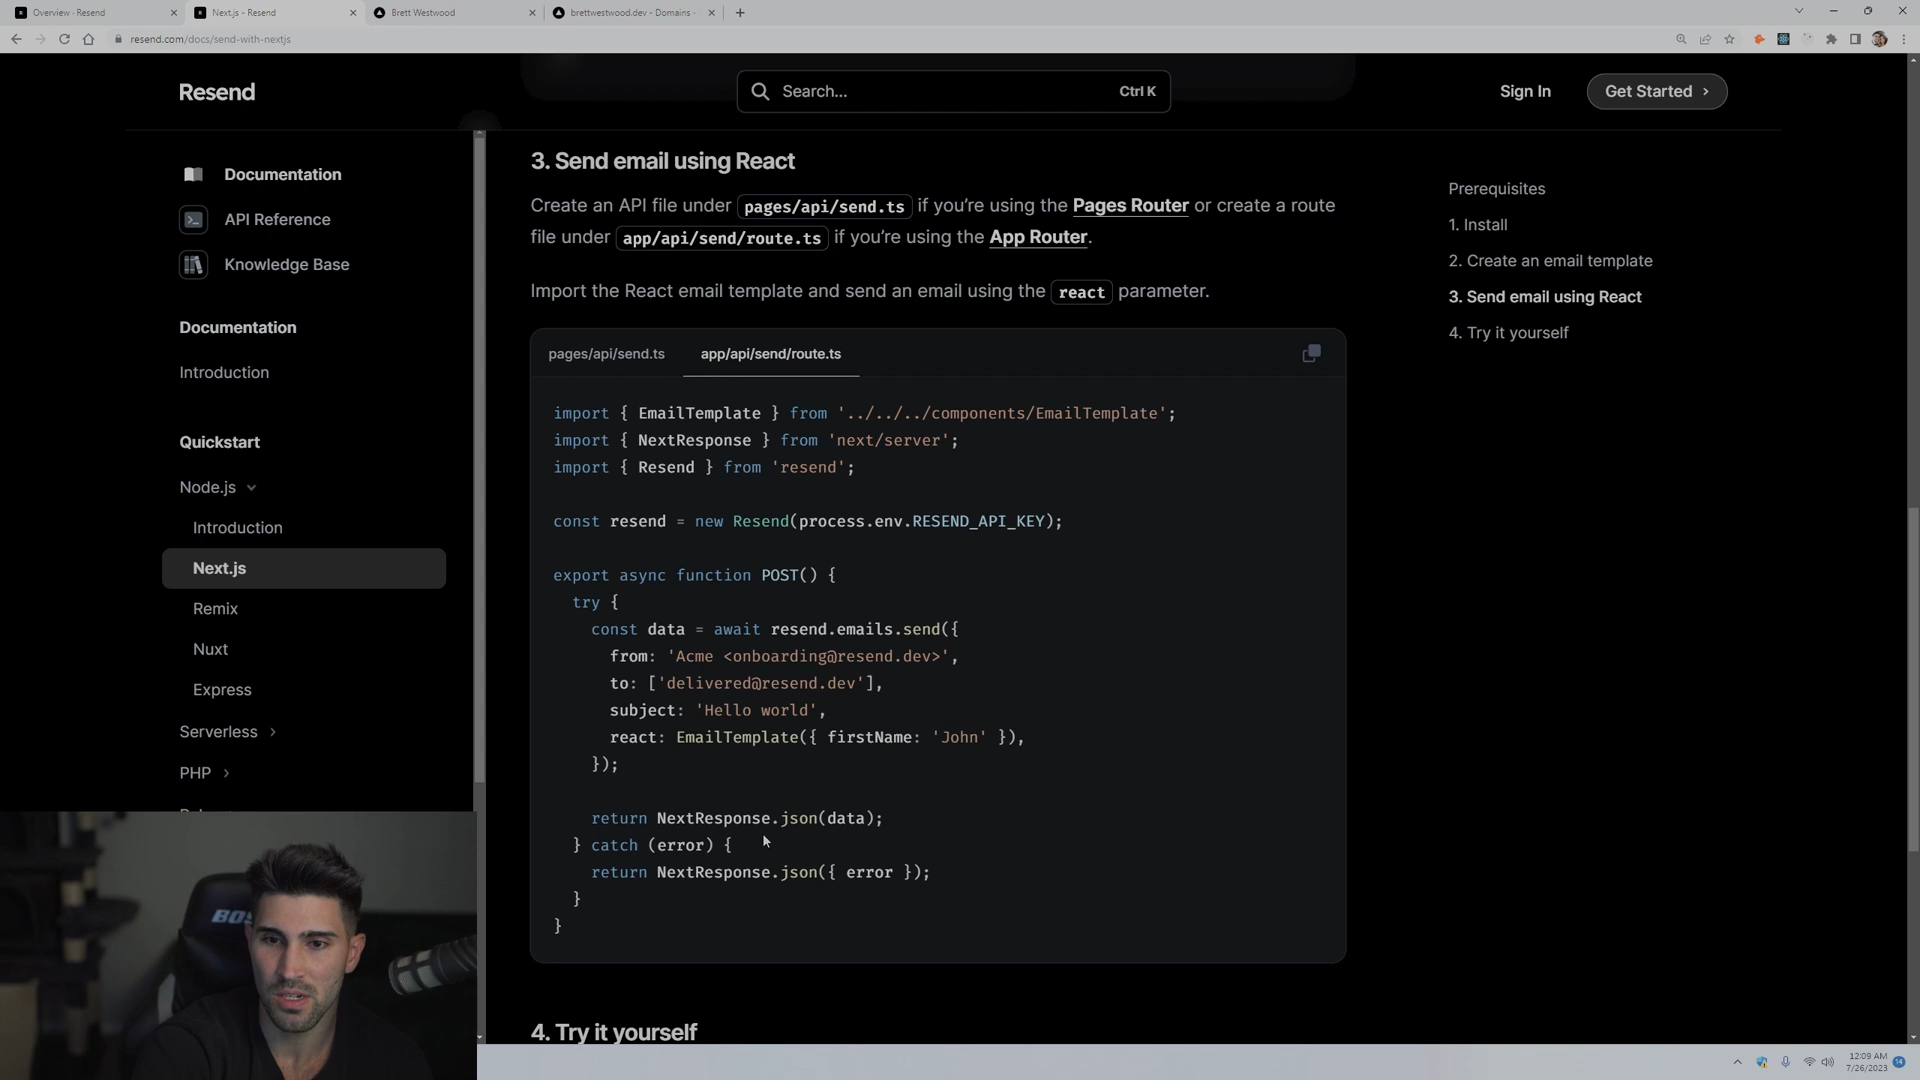 Overview · Resend
Next.js - Resend
Brett Westwood
brettwestwood.dev - Domains -
resend.com/docs/send-with-nextjs
Resend
Search...
Ctrl K
Sign In
Get Started
Documentation
API Reference
Knowledge Base
Documentation
Introduction
Quickstart
Node.js
Introduction
Next.js
Remix
Nuxt
Express
Serverless
PHP
3. Send email using React
Create an API file under pages/api/send.ts if you're using the Pages Router or create a route
file under app/api/send/route.ts if you're using the App Router.
Import the React email template and send an email using the react parameter.
pages/api/send.ts
app/api/send/route.ts
import { EmailTemplate } from '../../../components/EmailTemplate';
import { NextResponse } from 'next/server';
import { Resend } from 'resend';
const resend = new Resend(process.env.RESEND_API_KEY);
export async function POST() {
try {
const data = await resend.emails.send({
from: 'Acme <onboarding@resend.dev>',
to: ['delivered@resend.dev'],
subject: 'Hello world',
react: EmailTemplate({ firstName: 'John' }),
});
return NextResponse.json(data);
} catch (error) {
return NextResponse.json({ error });
}
}
4. Try it yourself
Prerequisites
1. Install
2. Create an email template
3. Send email using React
4. Try it yourself
12:09 AM
7/26/2023